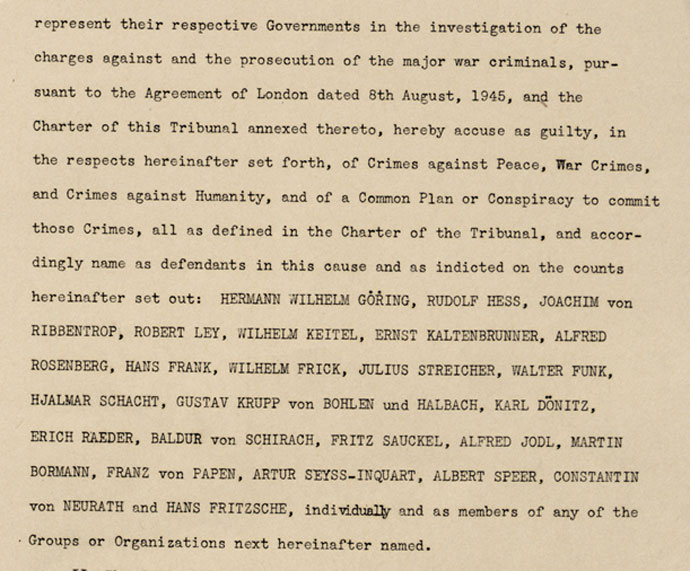 represent their respective Governments in the investigation of the
charges against and the prosecution of the major war criminals, pur-
suant to the Agreement of London dated 8th August, 1945, and the
Charter of this Tribunal annexed thereto, hereby accuse as guilty, in
the respects hereinafter set forth, of Crimes against Peace, War Crimes,
and Crimes against Humanity, and of a Common Plan or Conspiracy to commit
those Crimes, all as defined in the Charter of the Tribunal, and accor-
dingly name as defendants in this cause and as indicted on the counts
hereinafter set out: HERMANN WILHELM GÖRING, RUDOLF HESS, JOACHIM von
RIBBENTROP, ROBERT LEY, WILHELM KEITEL, ERNST KALTENBRUNNER, ALFRED
ROSENBERG, HANS FRANK, WILHELM FRICK, JULIUS STREICHER, WALTER FUNK,
HJALMAR SCHACHT, GUSTAV KRUPP von BOHLEN und HALBACH, KARL DÖNITZ,
ERICH RAEDER, BALDUR von SCHIRACH, FRITZ SAUCKEL, ALFRED JODL, MARTIN
BORMANN, FRANZ von PAPEN, ARTUR SEYSS-INQUART, ALBERT SPEER, CONSTANTIN
von NEURATH and HANS FRITZSCHE, individually and as members of any of the
Groups or Organizations next hereinafter named.